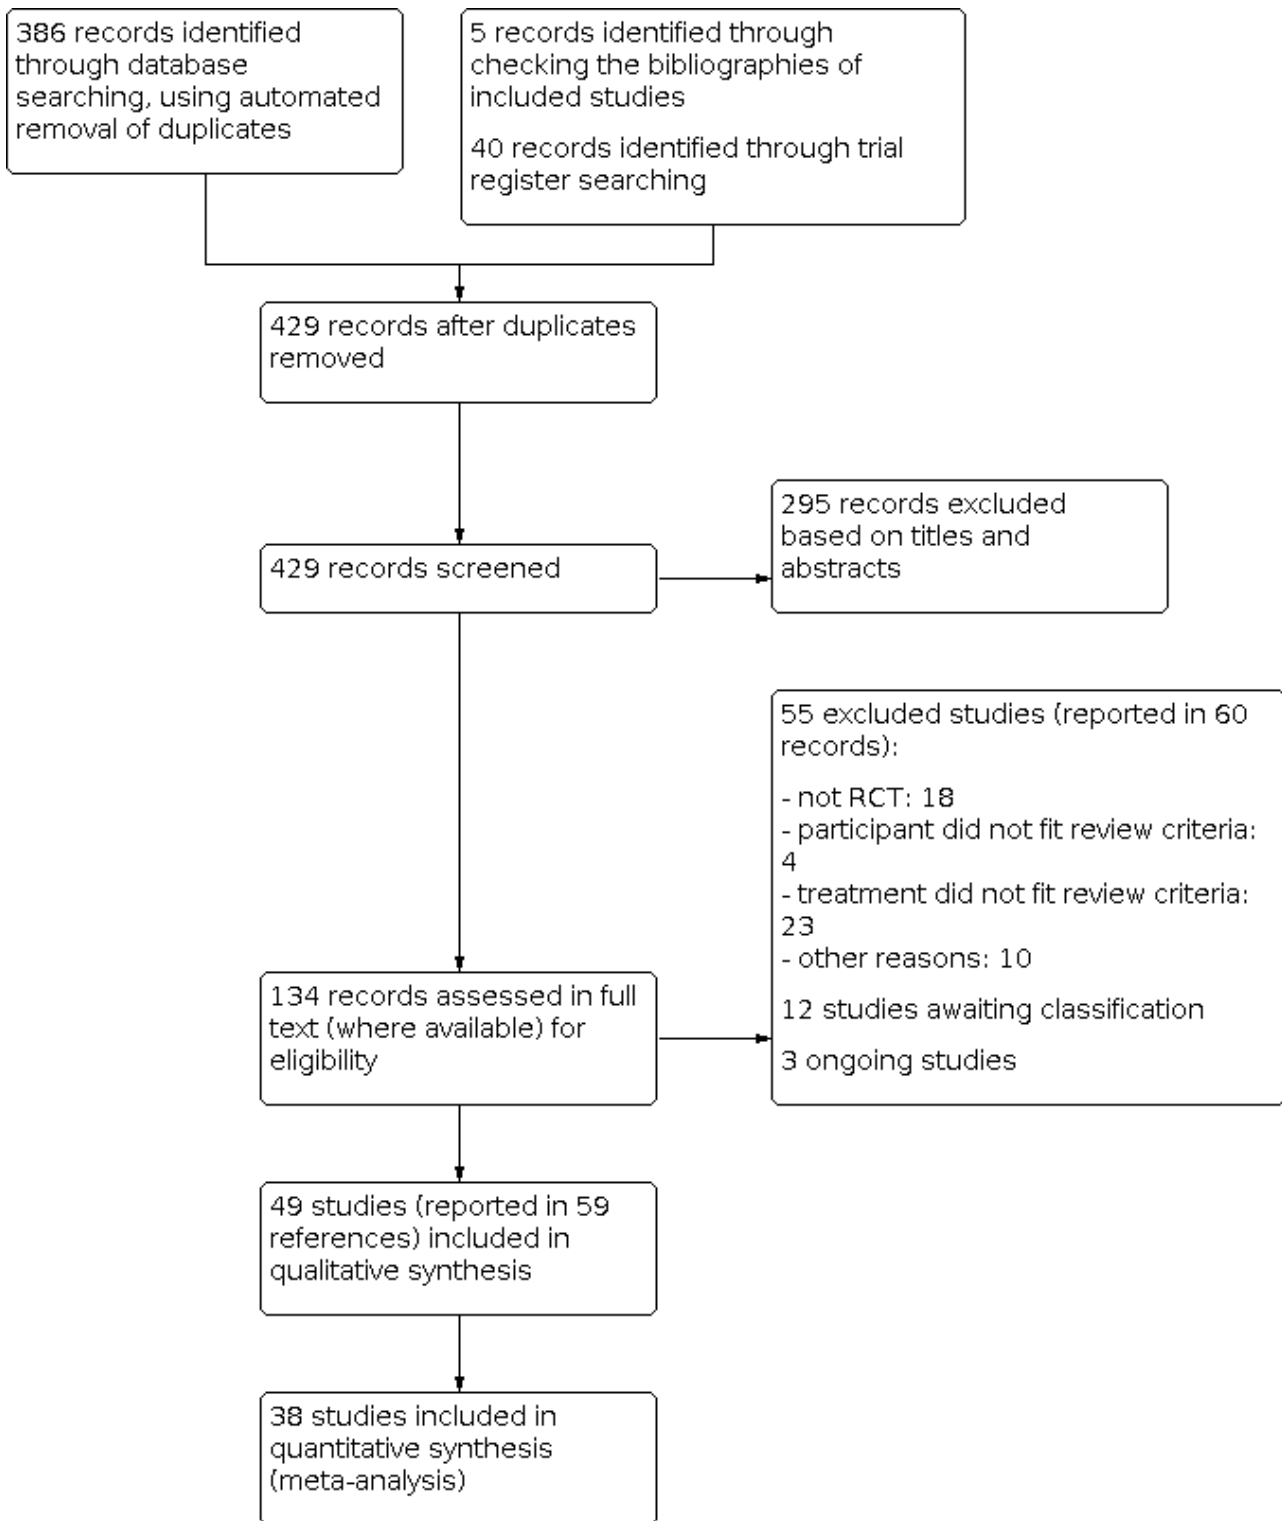 386 records identified
through database
searching, using automated
removal of duplicates
5 records identified through
checking the bibliographies of
included studies
40 records identified through trial
register searching
429 records after duplicates
removed
429 records screened
295 records excluded
based on titles and
abstracts
134 records assessed in full
text (where available) for
eligibility
55 excluded studies (reported in 60
records):
- not RCT: 18
- participant did not fit review criteria:
4
- treatment did not fit review criteria:
23
- other reasons: 10
12 studies awaiting classification
3 ongoing studies
49 studies (reported in 59
references) included in
qualitative synthesis
38 studies included in
quantitative synthesis
(meta-analysis)